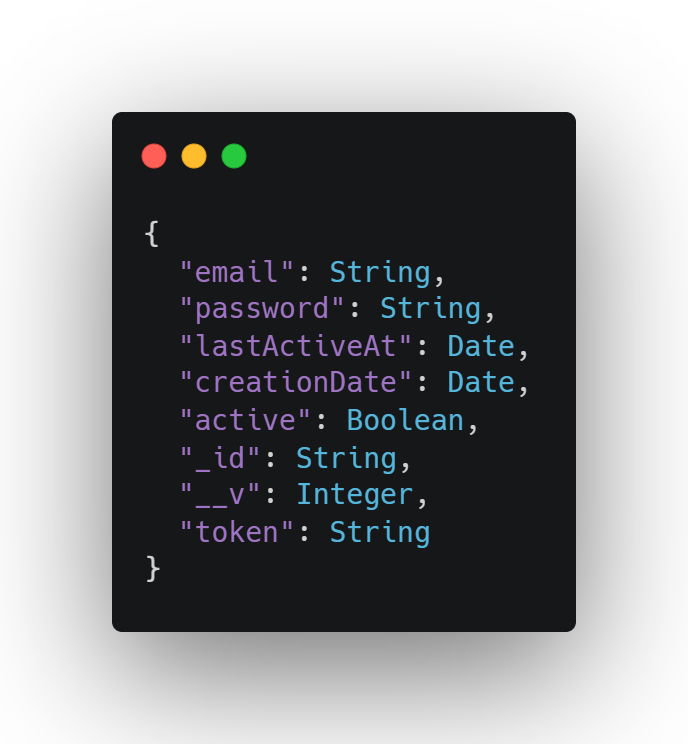 {
  "email": String,
  "password": String,
  "lastActiveAt": Date,
  "creationDate": Date,
  "active": Boolean,
  "_id": String,
  "__v": Integer,
  "token": String
}